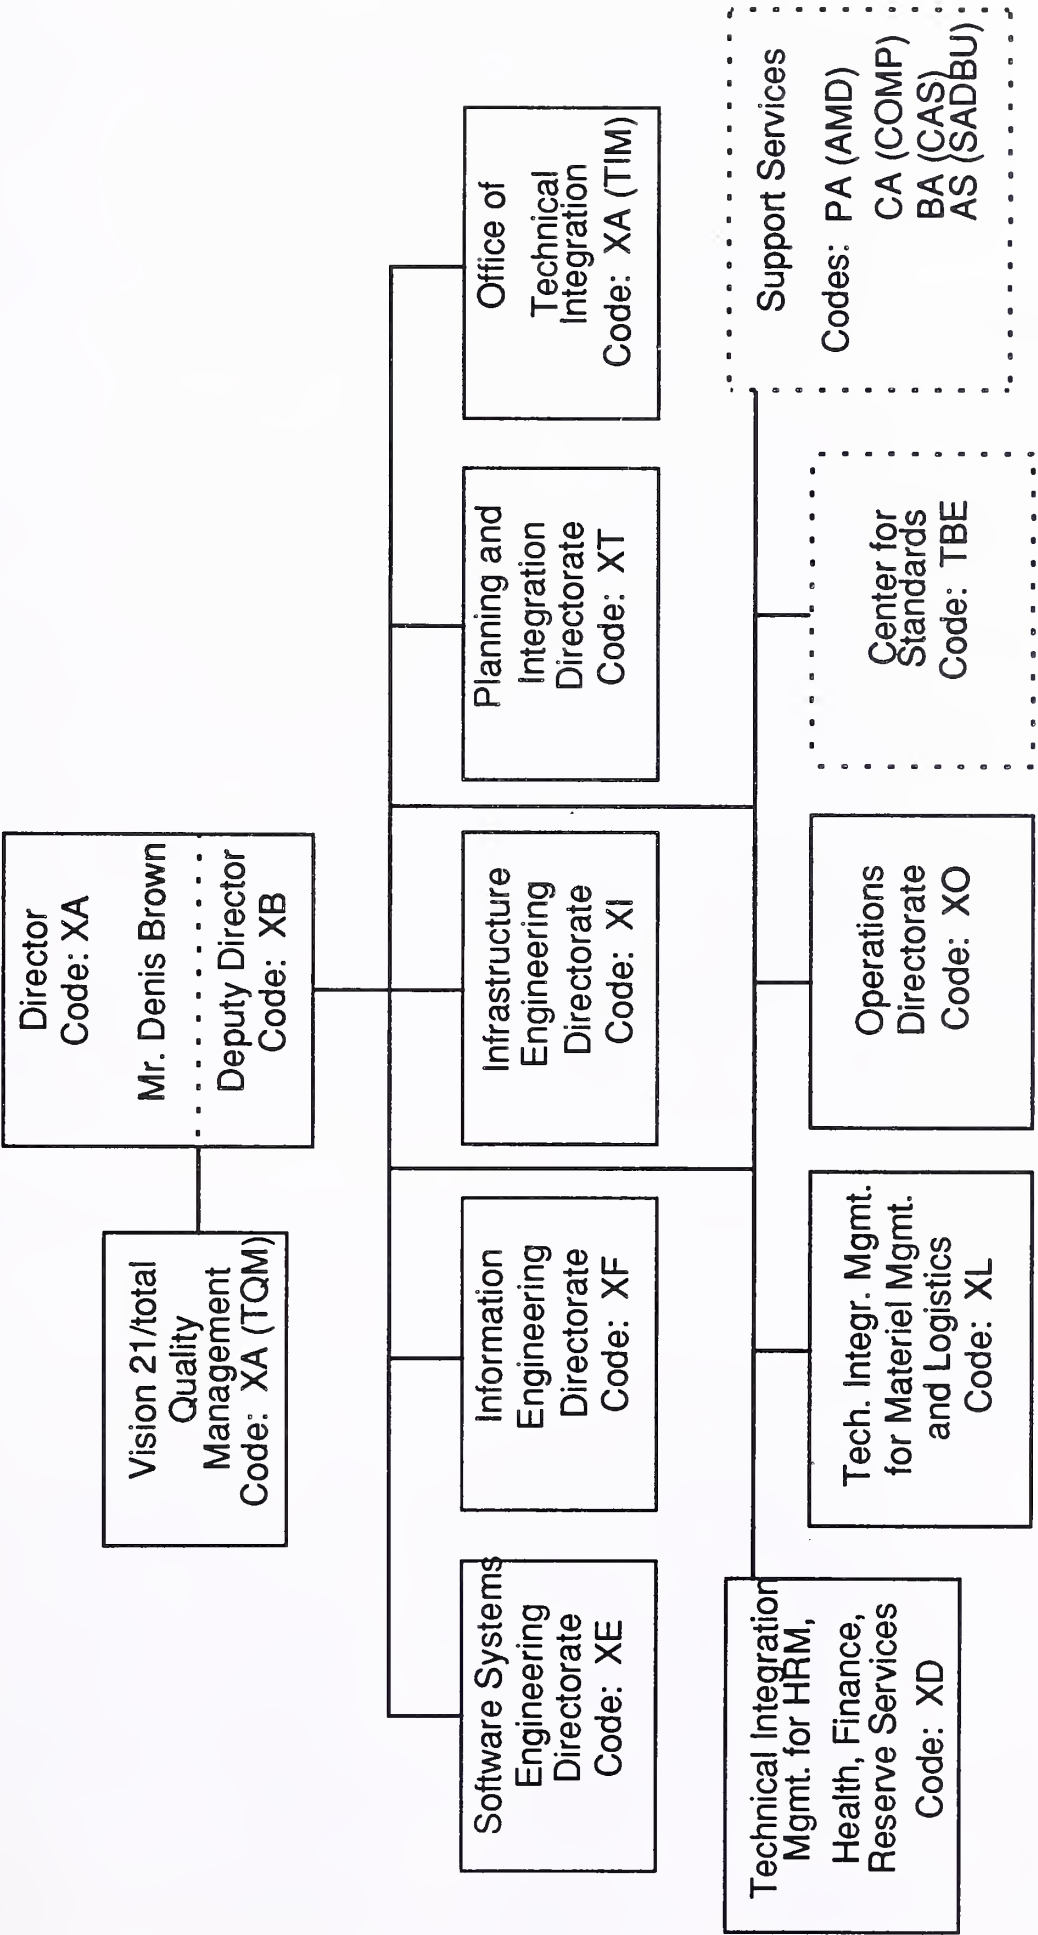 Director
Code: XA
Mr. Denis Brown
Deputy Director
Code: XB
Vision 21/total
Quality
Management
Code: XA (TQM)
Software Systems
Engineering
Directorate
Code: XE
Information
Engineering
Directorate
Code: XF
Infrastructure
Engineering
Directorate
Code: XI
Planning and
Integration
Directorate
Code: XT
Office of
Technical
Integration
Code: XA (TIM)
Technical Integration
Mgmt. for HRM,
Health, Finance,
Reserve Services
Code: XD
Tech. Integr. Mgmt.
for Materiel Mgmt.
and Logistics
Code: XL
Operations
Directorate
Code: XO
Center for
Standards
Code: TBE
Support Services
Codes: PA (AMD)
CA (COMP)
BA (CAS)
AS (SADBU)